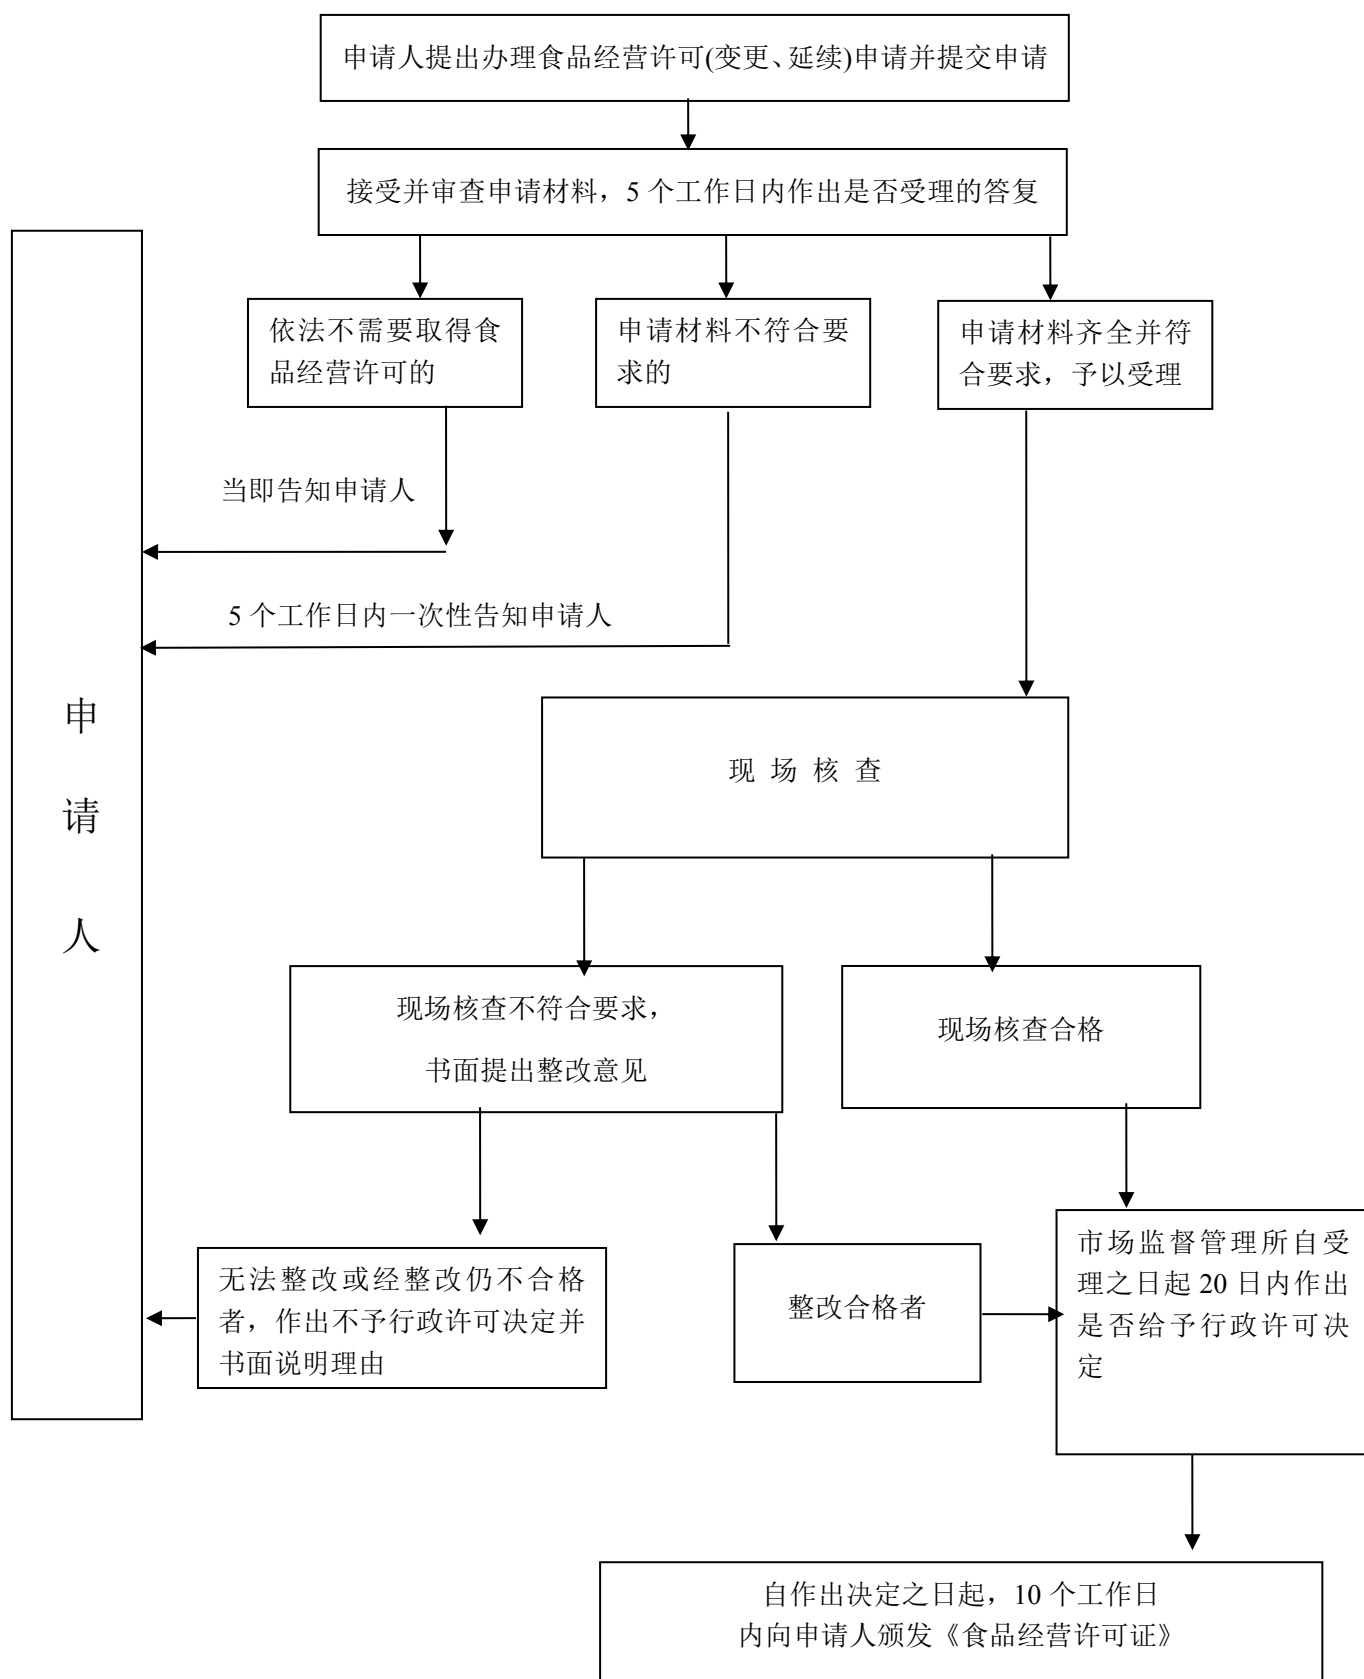 申请人提出办理食品经营许可(变更、延续)申请并提交申请
接受并审查申请材料，5 个工作日内作出是否受理的答复
依法不需要取得食
品经营许可的
申请材料不符合要
求的
申请材料齐全并符
合要求，予以受理
当即告知申请人
5 个工作日内一次性告知申请人
申
请
人
现 场 核 查
现场核查不符合要求，
书面提出整改意见
现场核查合格
无法整改或经整改仍不合格
者，作出不予行政许可决定并
书面说明理由
整改合格者
市场监督管理所自受
理之日起 20 日内作出
是否给予行政许可决
定
自作出决定之日起，10 个工作日
内向申请人颁发《食品经营许可证》